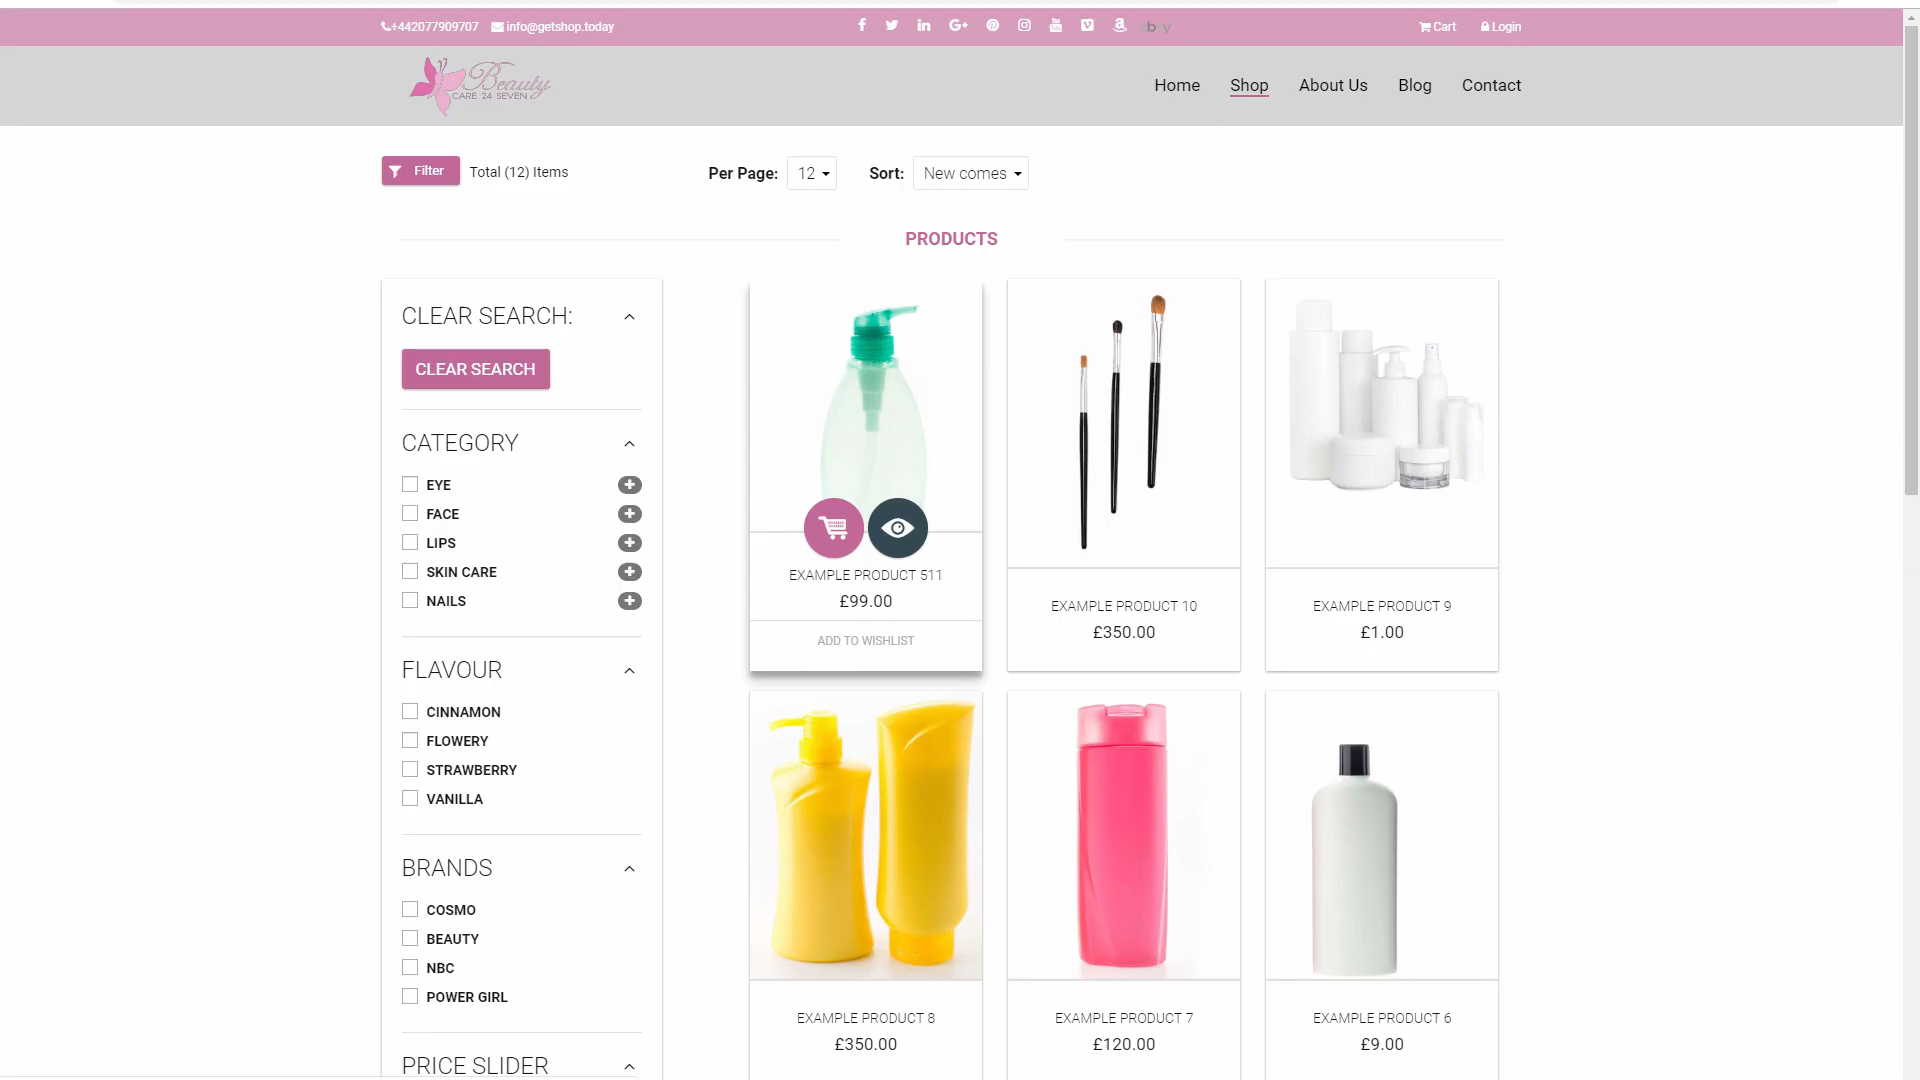 +442077909707 info@getshop.today
Cart Login
Beauty
CARE 24 SEVEN
Home Shop About Us Blog Contact
Filter Total (12) Items Per Page: 12 Sort: New comes
PRODUCTS
CLEAR SEARCH:
CLEAR SEARCH
CATEGORY
EYE
FACE
LIPS
SKIN CARE
NAILS
FLAVOUR
CINNAMON
FLOWERY
STRAWBERRY
VANILLA
BRANDS
COSMO
BEAUTY
NBC
POWER GIRL
PRICE SLIDER
EXAMPLE PRODUCT 511
£99.00
ADD TO WISHLIST
EXAMPLE PRODUCT 10
£350.00
EXAMPLE PRODUCT 9
£1.00
EXAMPLE PRODUCT 8
£350.00
EXAMPLE PRODUCT 7
£120.00
EXAMPLE PRODUCT 6
£9.00